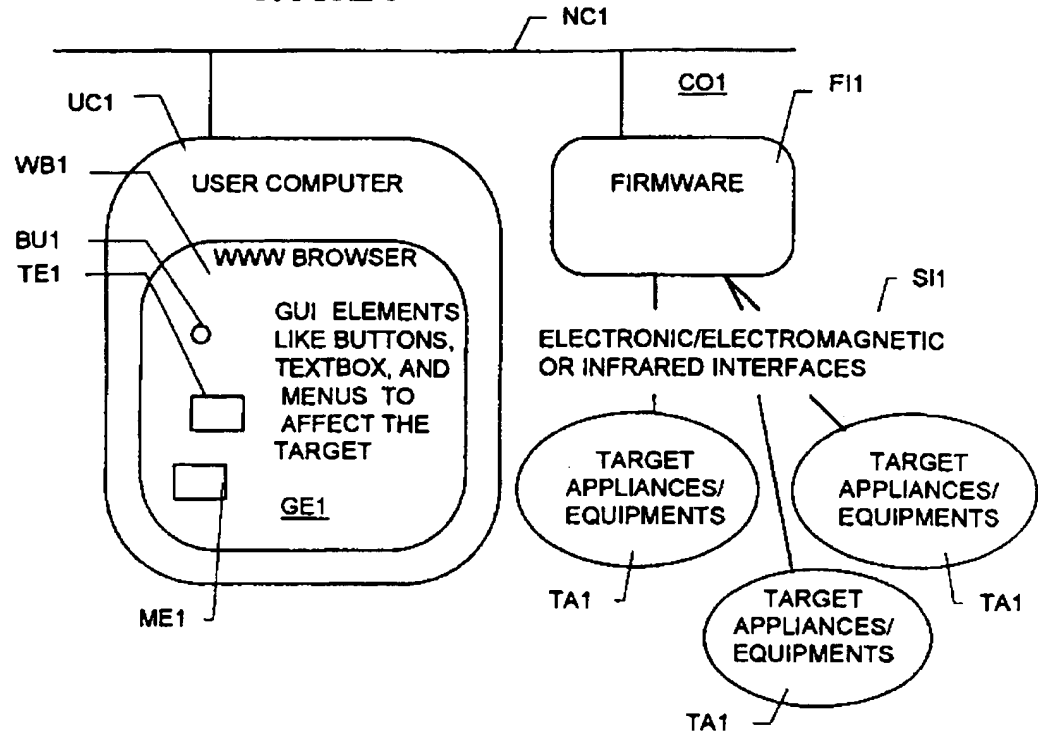 NC1
CO1
FI1
UC1
WB1
USER COMPUTER
FIRMWARE
BU1
WWW BROWSER
TE1
SI1
GUI ELEMENTS
LIKE BUTTONS,
TEXTBOX, AND
MENUS TO
AFFECT THE
TARGET
GE1
ELECTRONIC/ELECTROMAGNETIC
OR INFRARED INTERFACES
TARGET
APPLIANCES/
EQUIPMENTS
TARGET
APPLIANCES/
EQUIPMENTS
TA1
TARGET
APPLIANCES/
EQUIPMENTS
TA1
ME1
TA1